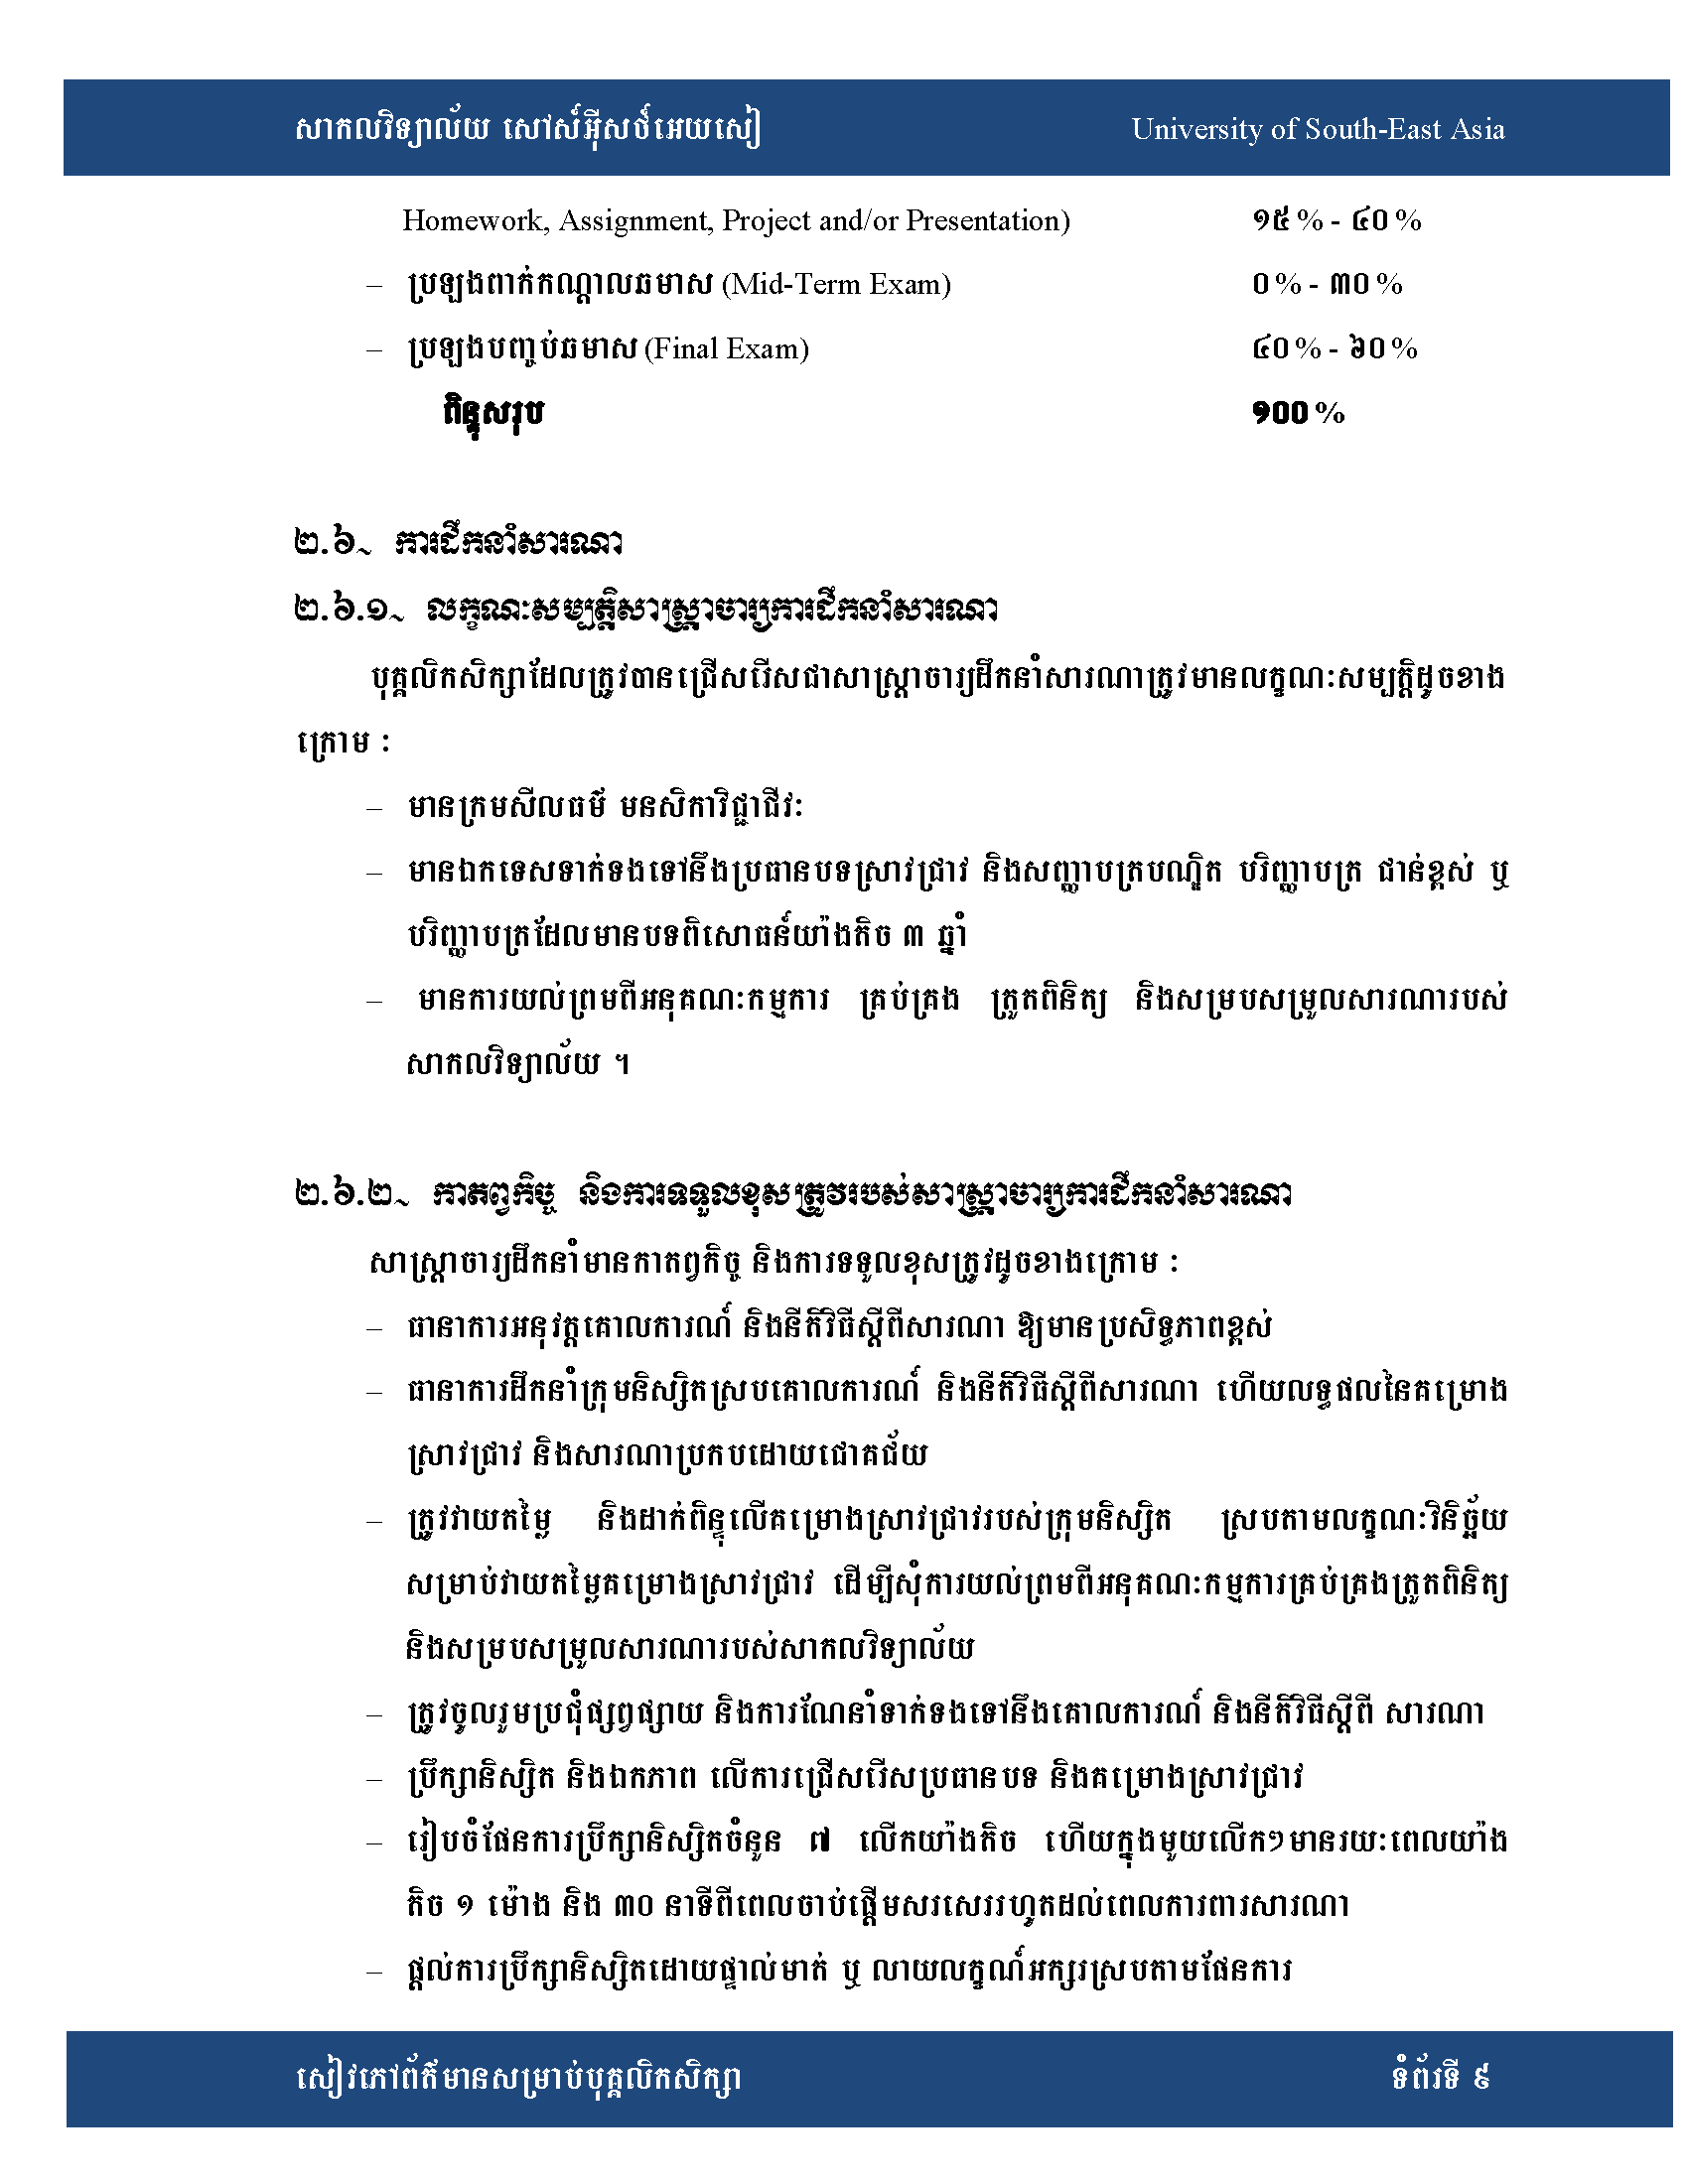 សាកលវិទ្យាល័យ សៅស៍អ៊ីសថ៍អេយសៀ University of South-East Asia
Homework, Assignment, Project and/or Presentation) ១៥% - ៤០%
– ប្រឡងពាក់កណ្តាលឆមាស (Mid-Term Exam) ០% - ៣០%
– ប្រឡងបញ្ចប់ឆមាស (Final Exam) ៤០% - ៦០%
ពិន្ទុសរុប ១០០%
២.៦~ ការដឹកនាំសារណា
២.៦.១~ លក្ខណៈសម្បត្តិសាស្ត្រាចារ្យការដឹកនាំសារណា
បុគ្គលិកសិក្សាដែលត្រូវបានជ្រើសរើសជាសាស្ត្រាចារ្យដឹកនាំសារណាត្រូវមានលក្ខណៈសម្បត្តិដូចខាង
ក្រោម ៈ
– មានក្រមសីលធម៌ មនសិការវិជ្ជាជីវៈ
– មានឯកទេសទាក់ទងទៅនឹងប្រធានបទស្រាវជ្រាវ និងសញ្ញាបត្របណ្ឌិត បរិញ្ញាបត្រ ជាន់ខ្ពស់ ឬ
បរិញ្ញាបត្រដែលមានបទពិសោធន៍យ៉ាងតិច ៣ ឆ្នាំ
– មានការយល់ព្រមពីអនុគណៈកម្មការ គ្រប់គ្រង ត្រួតពិនិត្យ និងសម្របសម្រួលសារណារបស់
សាកលវិទ្យាល័យ ។
២.៦.២~ កាតព្វកិច្ច និងការទទួលខុសត្រូវរបស់សាស្ត្រាចារ្យការដឹកនាំសារណា
សាស្ត្រាចារ្យដឹកនាំមានកាតព្វកិច្ច និងការទទួលខុសត្រូវដូចខាងក្រោម ៈ
– ធានាការអនុវត្តគោលការណ៍ និងនីតិវិធីស្តីពីសារណា ឱ្យមានប្រសិទ្ធភាពខ្ពស់
– ធានាការដឹកនាំក្រុមនិស្សិតស្របគោលការណ៍ និងនីតិវិធីស្តីពីសារណា ហើយលទ្ធផលនៃគម្រោង
ស្រាវជ្រាវ និងសារណាប្រកបដោយជោគជ័យ
– ត្រូវវាយតម្លៃ និងដាក់ពិន្ទុលើគម្រោងស្រាវជ្រាវរបស់ក្រុមនិស្សិត ស្របតាមលក្ខណៈវិនិច្ឆ័យ
សម្រាប់វាយតម្លៃគម្រោងស្រាវជ្រាវ ដើម្បីសុំការយល់ព្រមពីអនុគណៈកម្មការគ្រប់គ្រងត្រួតពិនិត្យ
និងសម្របសម្រួលសារណារបស់សាកលវិទ្យាល័យ
– ត្រូវចូលរួមប្រជុំផ្សព្វផ្សាយ និងការណែនាំទាក់ទងទៅនឹងគោលការណ៍ និងនីតិវិធីស្តីពី សារណា
– ប្រឹក្សានិស្សិត និងឯកភាព លើការជ្រើសរើសប្រធានបទ និងគម្រោងស្រាវជ្រាវ
– រៀបចំផែនការប្រឹក្សានិស្សិតចំនួន ៧ លើកយ៉ាងតិច ហើយក្នុងមួយលើកៗមានរយៈពេលយ៉ាង
តិច ១ ម៉ោង និង ៣០ នាទីពីពេលចាប់ផ្តើមសរសេររហូតដល់ពេលការពារសារណា
– ផ្តល់ការប្រឹក្សានិស្សិតដោយផ្ទាល់មាត់ ឬ លាយលក្ខណ៍អក្សរស្របតាមផែនការ
សៀវភៅព័ត៌មានសម្រាប់បុគ្គលិកសិក្សា ទំព័រទី ៩